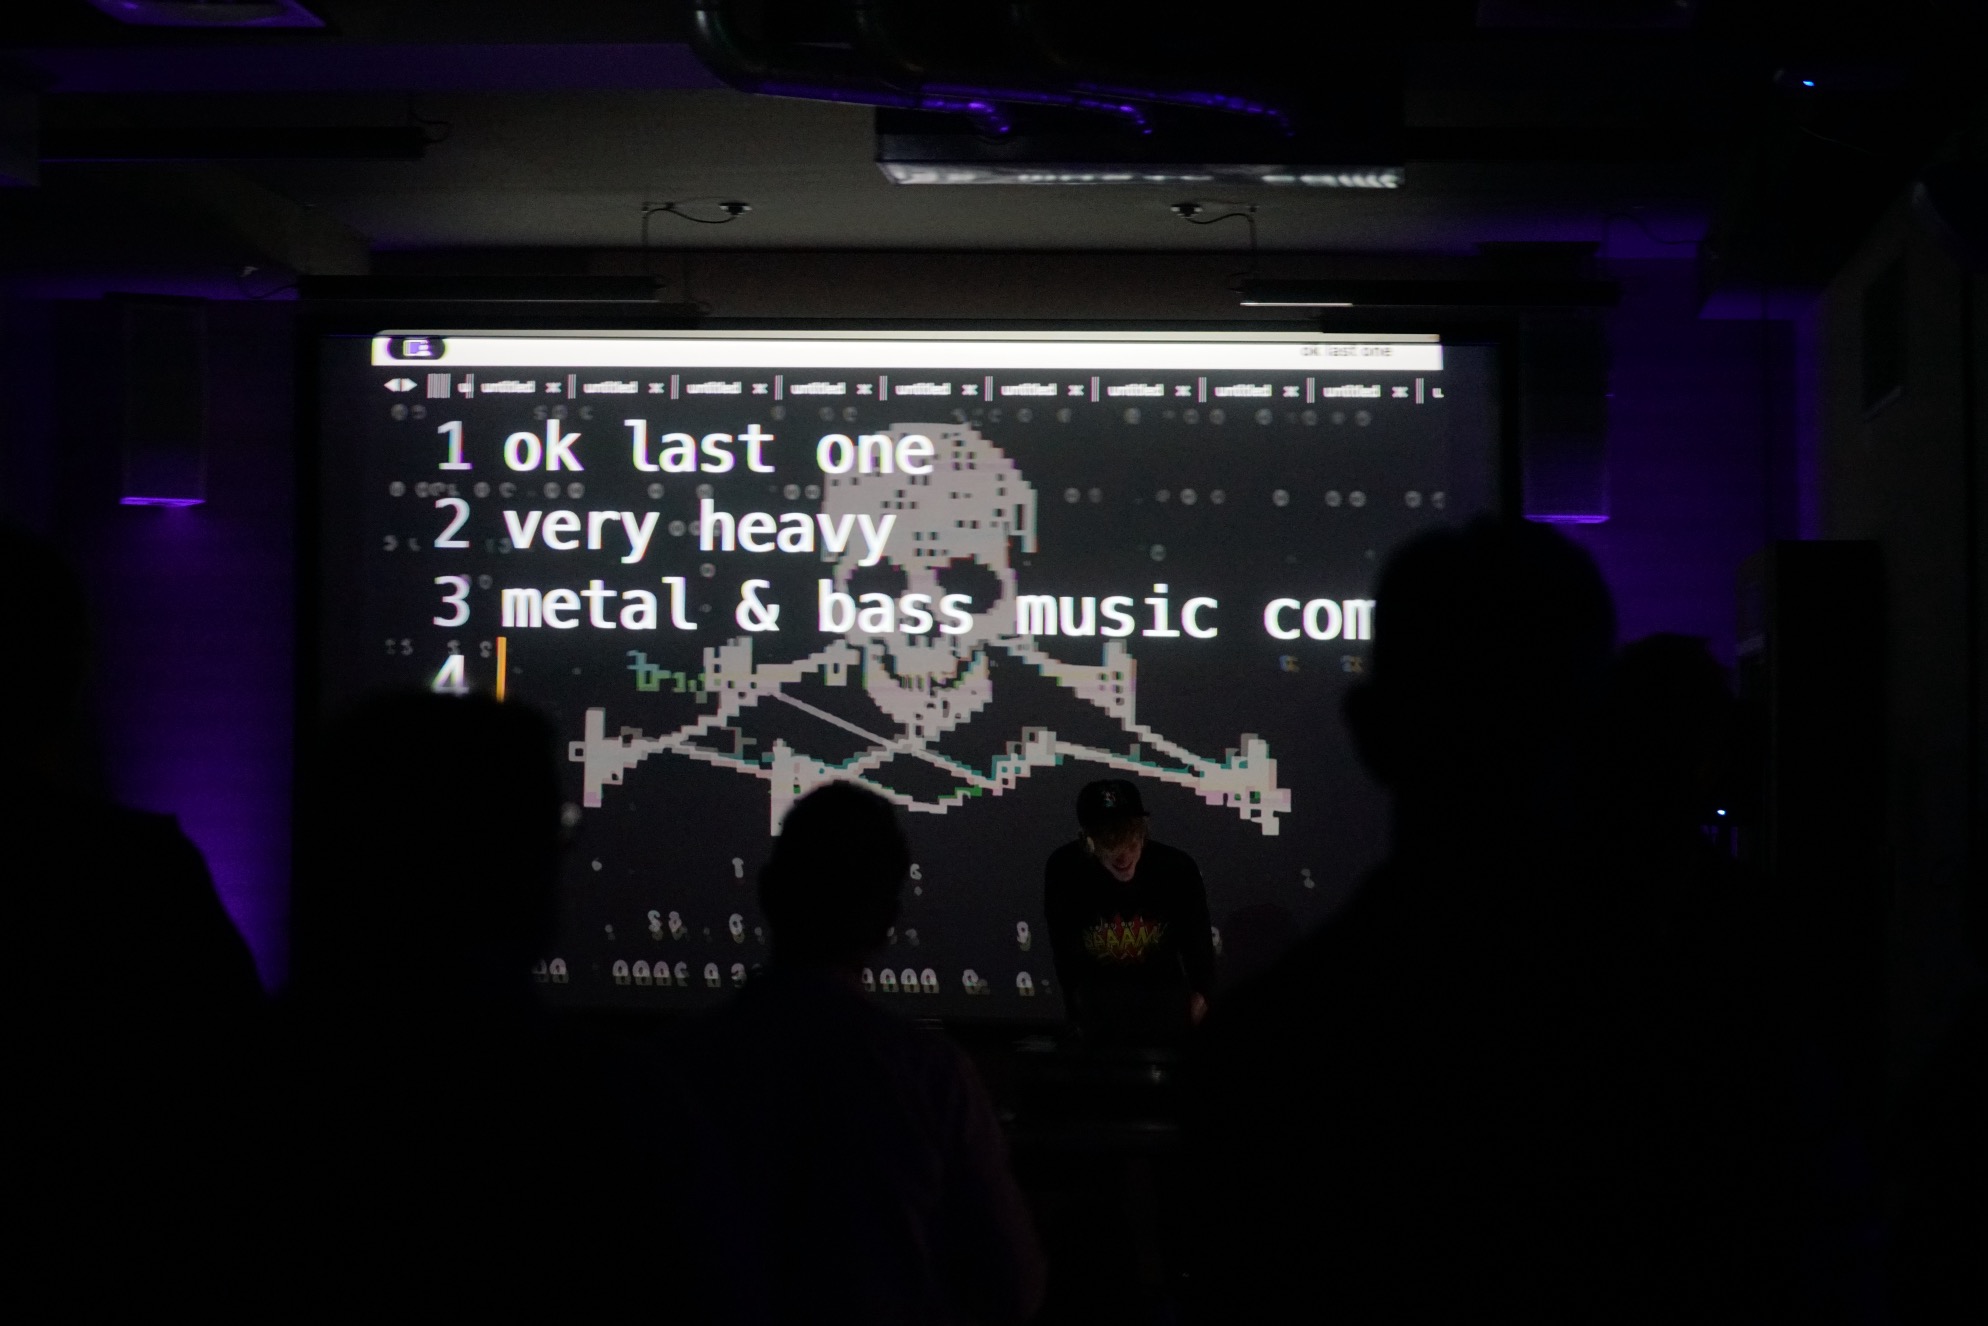 ok last one
untitled × untitled × untitled × untitled × untitled × untitled × untitled × untitled × untitled ×
1 ok last one
2 very heavy
3 metal & bass music com
4